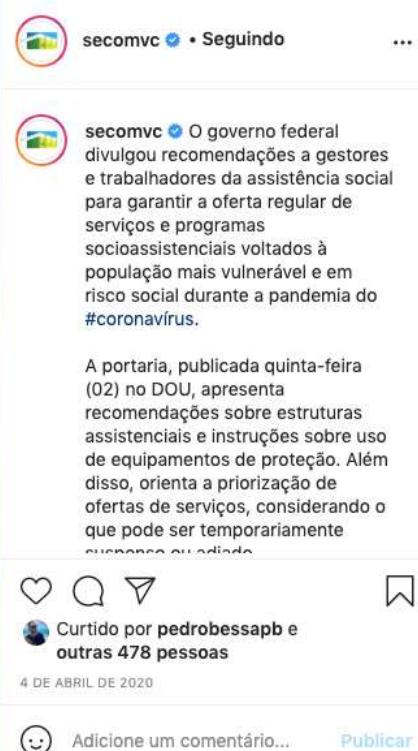 secomvc • Seguindo
secomvc O governo federal
divulgou recomendações a gestores
e trabalhadores da assistência social
para garantir a oferta regular de
serviços e programas
socioassistenciais voltados à
população mais vulnerável e em
risco social durante a pandemia do
#coronavírus.
A portaria, publicada quinta-feira
(02) no DOU, apresenta
recomendações sobre estruturas
assistenciais e instruções sobre uso
de equipamentos de proteção. Além
disso, orienta a priorização de
ofertas de serviços, considerando o
que pode ser temporariamente
suspenso ou adiado
Curtido por pedrobessapb e
outras 478 pessoas
4 DE ABRIL DE 2020
Adicione um comentário... Publicar